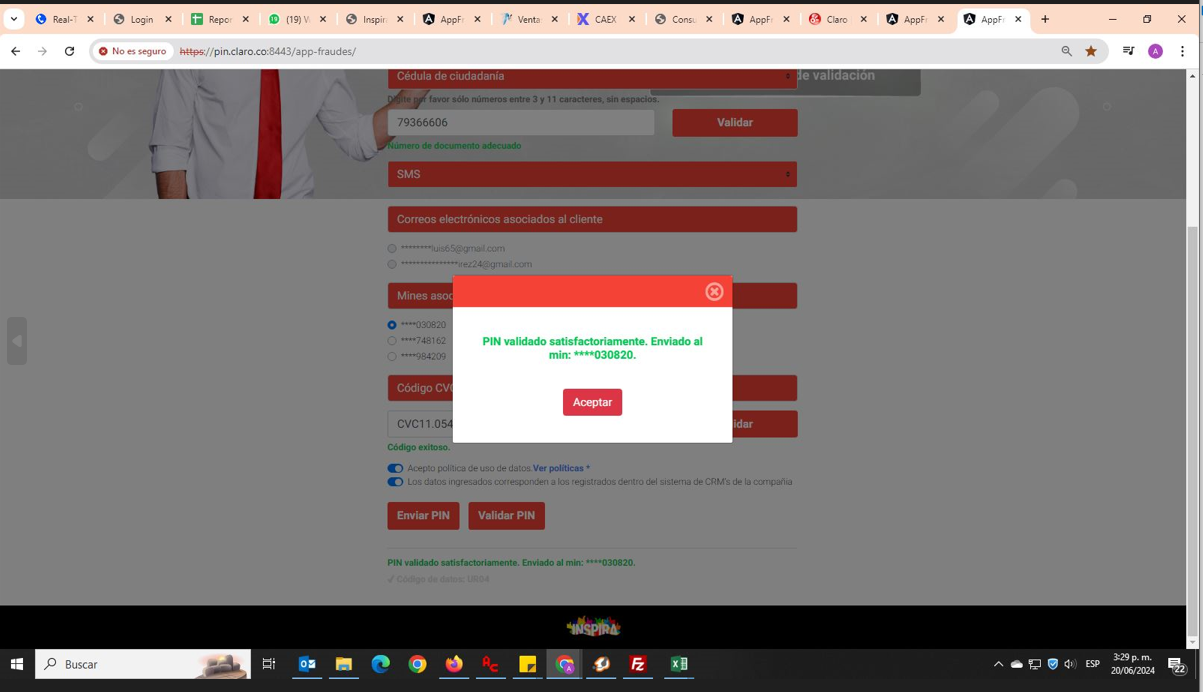 Real-T
Login
Repor
(19) W
Inspir
AppFr
Venta
CAEX
Consu
AppFr
Claro
AppFr
AppFr
No es seguro
https://pin.claro.co:8443/app-fraudes/
A
Cédula de ciudadanía
de validación
Digite por favor sólo números entre 3 y 11 caracteres, sin espacios.
79366606
Validar
Número de documento adecuado
SMS
Correos electrónicos asociados al cliente
********luis65@gmail.com
***************irez24@gmail.com
Mines asoc
****030820
****748162
****984209
PIN validado satisfactoriamente. Enviado al
min: ****030820.
Aceptar
Código CVC
CVC11.054
idar
Código exitoso.
Acepto política de uso de datos.Ver políticas *
Los datos ingresados corresponden a los registrados dentro del sistema de CRM's de la compañia
Enviar PIN
Validar PIN
PIN validado satisfactoriamente. Enviado al min: ****030820.
✓ Código de datos:
INSPIRA
Buscar
ESP
3:29 p. m.
20/06/2024
22